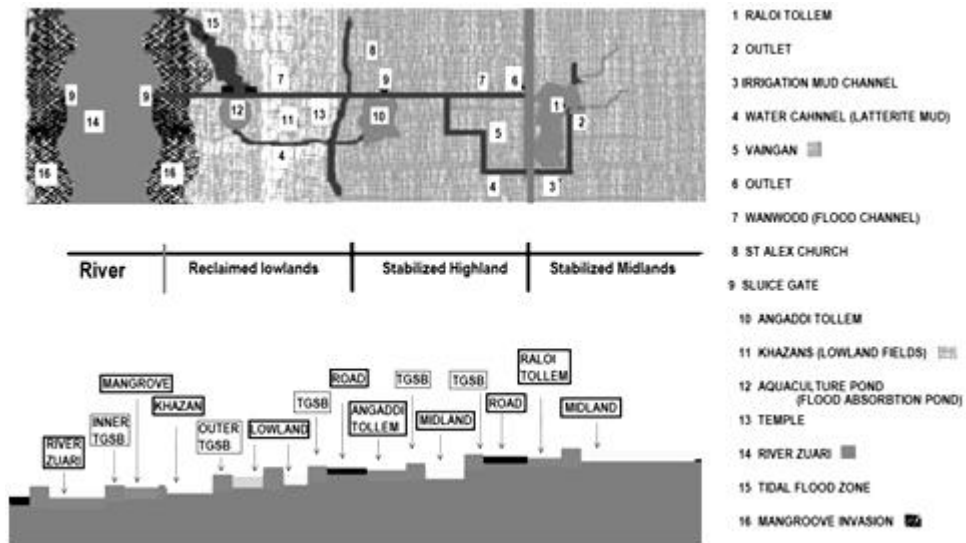 15
8
7
9
7
6
9
9
1
12
11
13
10
2
14
5
4
16
16
4
3
River
Reclaimed lowlands
Stabilized Highland
Stabilized Midlands
RIVER
ZUARI
INNER
TGSB
MANGROVE
KHAZAN
OUTER
TGSB
LOWLAND
TGSB
ROAD
ANGADDI
TOLLEM
TGSB
MIDLAND
TGSB
ROAD
RALOI
TOLLEM
MIDLAND
1 RALOI TOLLEM
2 OUTLET
3 IRRIGATION MUD CHANNEL
4 WATER CAHNNEL (LATTERITE MUD)
5 VAINGAN
6 OUTLET
7 WANWOOD (FLOOD CHANNEL)
8 ST ALEX CHURCH
9 SLUICE GATE
10 ANGADDI TOLLEM
11 KHAZANS (LOWLAND FIELDS)
12 AQUACULTURE POND
(FLOOD ABSORBTION POND)
13 TEMPLE
14 RIVER ZUARI
15 TIDAL FLOOD ZONE
16 MANGROOVE INVASION